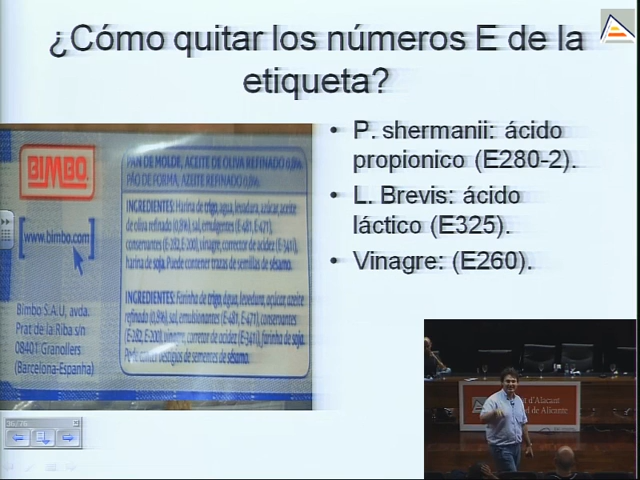 ¿Cómo quitar los números E de la
etiqueta?
• P. shermanii: ácido
propionico (E280-2).
• L. Brevis: ácido
láctico (E325).
• Vinagre: (E260).
BIMBO
www.bimbo.com
Bimbo S.A.U, avda.
Prat de la Riba s/n
08401 Granollers
(Barcelona-Espanha)
PAN DE MOLDE, ACEITE DE OLIVA REFINADO 0,8%
PÃO DE FORMA, AZEITE REFINADO 0,8%
INGREDIENTES: Harina de trigo, agua, levadura, azúcar, aceite
de oliva refinado (0,8%), sal, emulgentes (E-481, E-471),
conservantes (E-282, E-200), vinagre, corrector de acidez (E-341),
harina de soja. Puede contener trazas de semillas de sésamo.
INGREDIENTES: Farinha de trigo, água, levedura, açúcar, azeite
refinado (0,8%), sal, emulsionantes (E-481, E-471), conservantes
(E-282, E-200), vinagre, corretor de acidez (E-341), farinha de soja.
Pode conter vestígios de sementes de sésamo.
d'Alacant
de Alicante